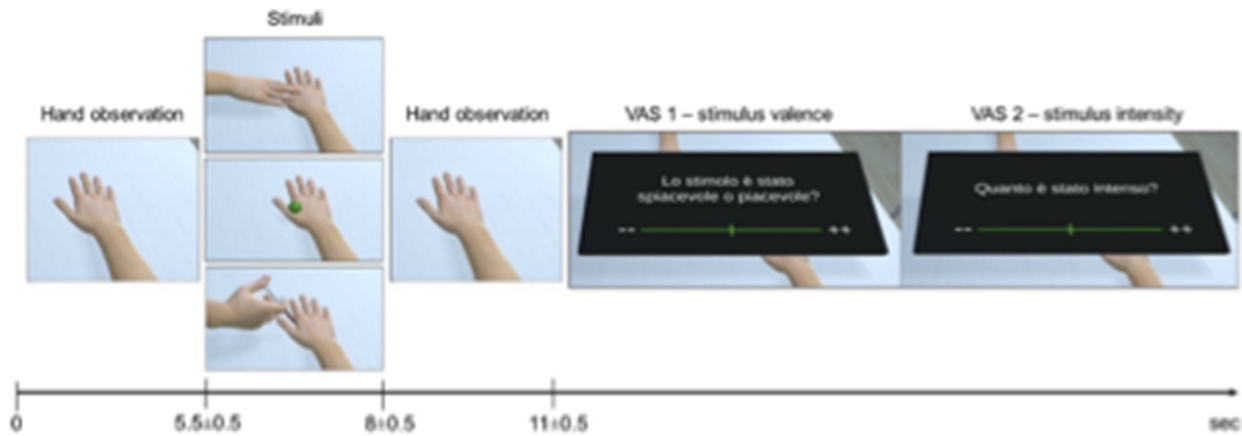 Stimuli
Hand observation
Hand observation
VAS 1 – stimulus valence
VAS 2 – stimulus intensity
Lo stimolo è stato
spiacevole o piacevole?
-- ++
Quanto è stato intenso?
-- ++
0 5.5±0.5 8±0.5 11±0.5 sec